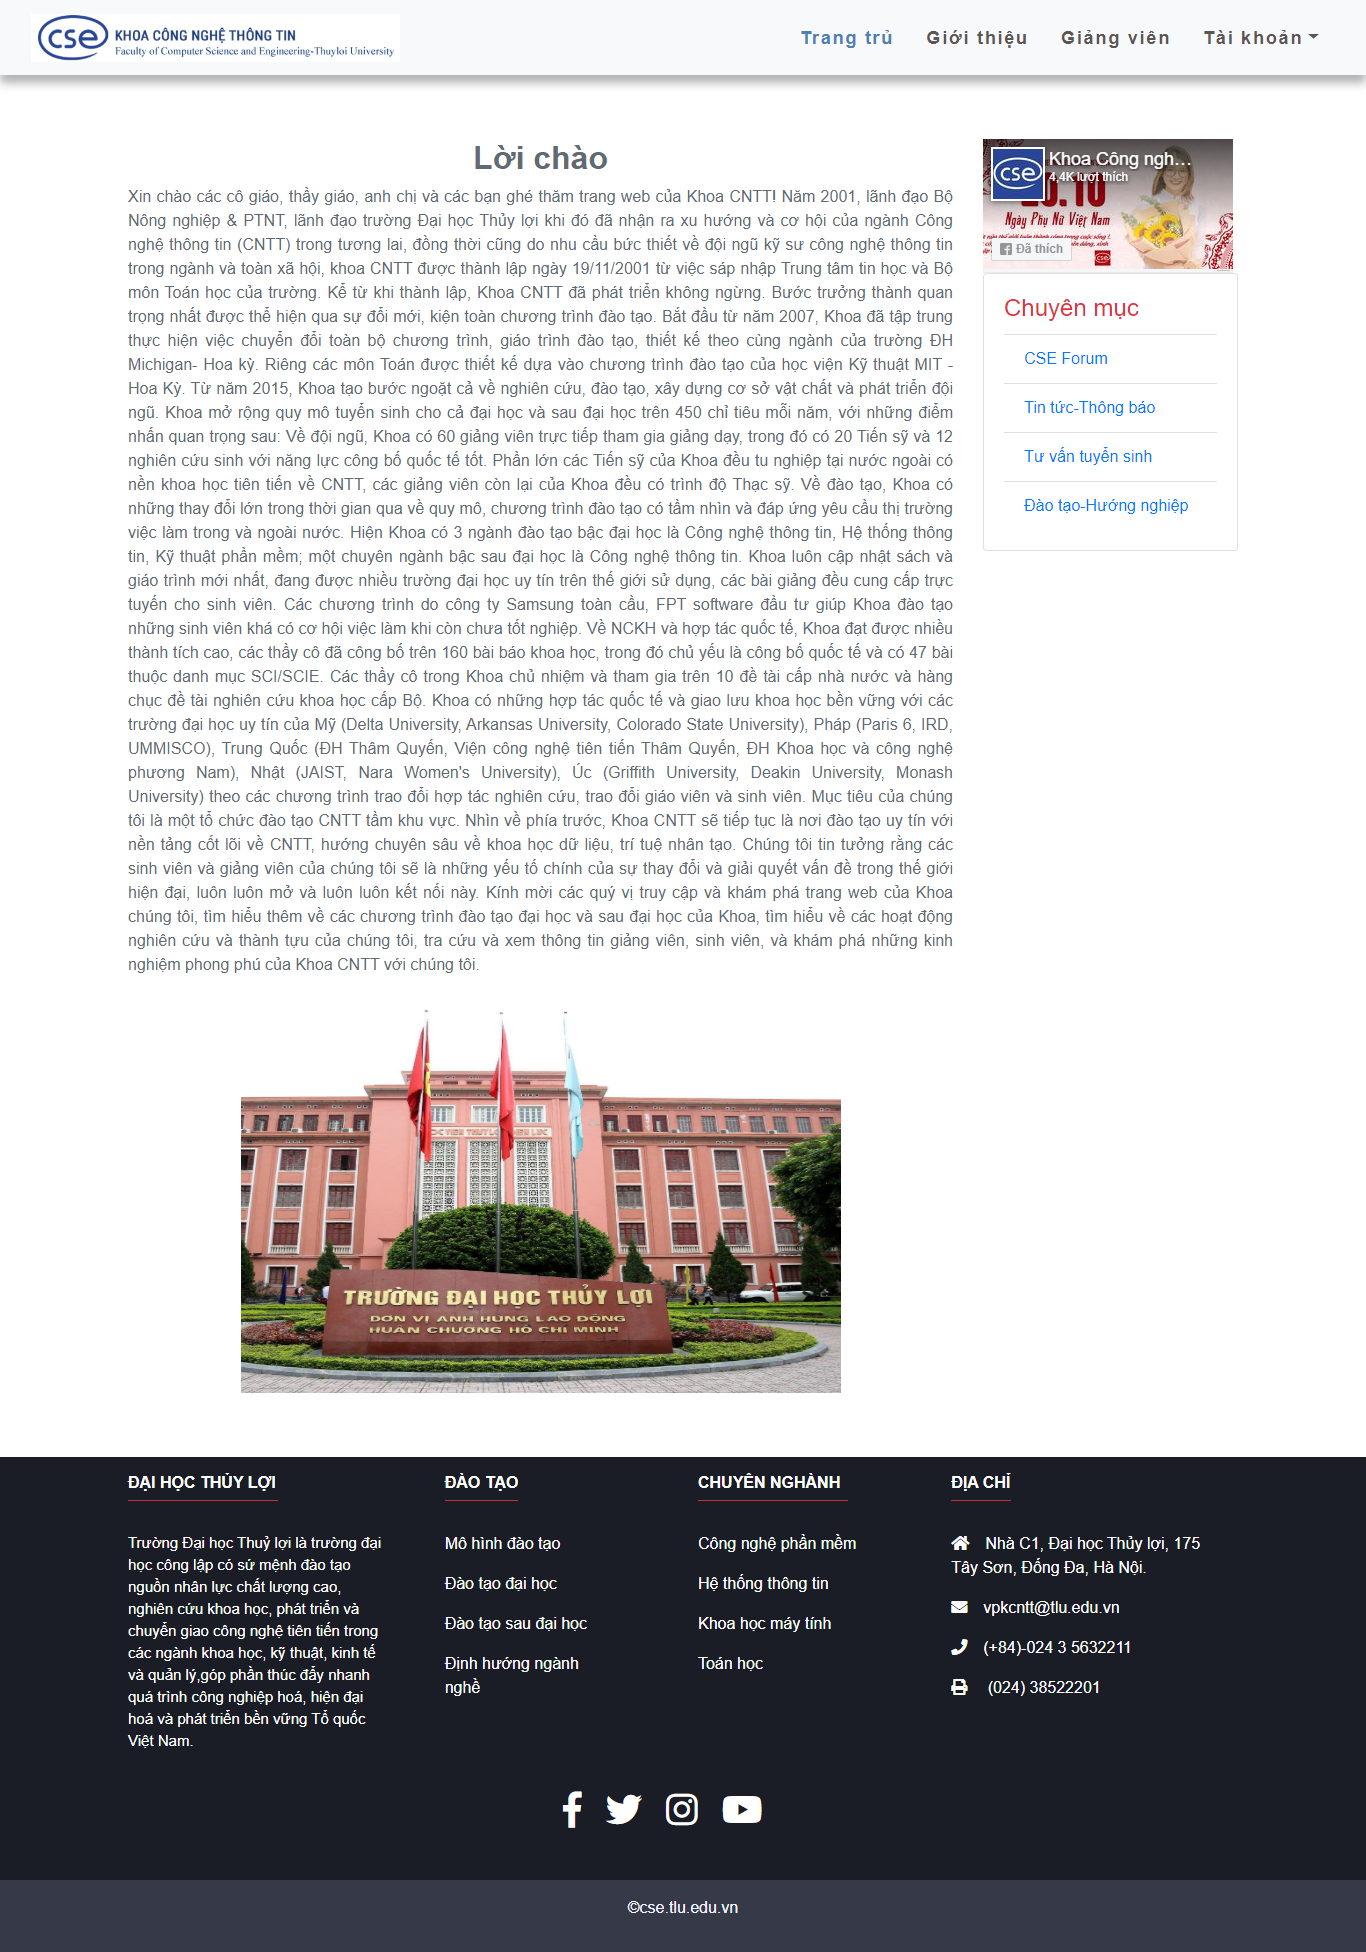 cse KHOA CÔNG NGHỆ THÔNG TIN
Faculty of Computer Science and Engineering-Thuyloi University
Trang trủ Giới thiệu Giảng viên Tài khoản
Lời chào
Xin chào các cô giáo, thầy giáo, anh chị và các bạn ghé thăm trang web của Khoa CNTT! Năm 2001, lãnh đạo Bộ
Nông nghiệp & PTNT, lãnh đạo trường Đại học Thủy lợi khi đó đã nhận ra xu hướng và cơ hội của ngành Công
nghệ thông tin (CNTT) trong tương lai, đồng thời cũng do nhu cầu bức thiết về đội ngũ kỹ sư công nghệ thông tin
trong ngành và toàn xã hội, khoa CNTT được thành lập ngày 19/11/2001 từ việc sáp nhập Trung tâm tin học và Bộ
môn Toán học của trường. Kể từ khi thành lập, Khoa CNTT đã phát triển không ngừng. Bước trưởng thành quan
trọng nhất được thể hiện qua sự đổi mới, kiện toàn chương trình đào tạo. Bắt đầu từ năm 2007, Khoa đã tập trung
thực hiện việc chuyển đổi toàn bộ chương trình, giáo trình đào tạo, thiết kế theo cùng ngành của trường ĐH
Michigan- Hoa kỳ. Riêng các môn Toán được thiết kế dựa vào chương trình đào tạo của học viện Kỹ thuật MIT -
Hoa Kỳ. Từ năm 2015, Khoa tạo bước ngoặt cả về nghiên cứu, đào tạo, xây dựng cơ sở vật chất và phát triển đội
ngũ. Khoa mở rộng quy mô tuyển sinh cho cả đại học và sau đại học trên 450 chỉ tiêu mỗi năm, với những điểm
nhấn quan trọng sau: Về đội ngũ, Khoa có 60 giảng viên trực tiếp tham gia giảng dạy, trong đó có 20 Tiến sỹ và 12
nghiên cứu sinh với năng lực công bố quốc tế tốt. Phần lớn các Tiến sỹ của Khoa đều tu nghiệp tại nước ngoài có
nền khoa học tiên tiến về CNTT, các giảng viên còn lại của Khoa đều có trình độ Thạc sỹ. Về đào tạo, Khoa có
những thay đổi lớn trong thời gian qua về quy mô, chương trình đào tạo có tầm nhìn và đáp ứng yêu cầu thị trường
việc làm trong và ngoài nước. Hiện Khoa có 3 ngành đào tạo bậc đại học là Công nghệ thông tin, Hệ thống thông
tin, Kỹ thuật phần mềm; một chuyên ngành bậc sau đại học là Công nghệ thông tin. Khoa luôn cập nhật sách và
giáo trình mới nhất, đang được nhiều trường đại học uy tín trên thế giới sử dụng, các bài giảng đều cung cấp trực
tuyến cho sinh viên. Các chương trình do công ty Samsung toàn cầu, FPT software đầu tư giúp Khoa đào tạo
những sinh viên khá có cơ hội việc làm khi còn chưa tốt nghiệp. Về NCKH và hợp tác quốc tế, Khoa đạt được nhiều
thành tích cao, các thầy cô đã công bố trên 160 bài báo khoa học, trong đó chủ yếu là công bố quốc tế và có 47 bài
thuộc danh mục SCI/SCIE. Các thầy cô trong Khoa chủ nhiệm và tham gia trên 10 đề tài cấp nhà nước và hàng
chục đề tài nghiên cứu khoa học cấp Bộ. Khoa có những hợp tác quốc tế và giao lưu khoa học bền vững với các
trường đại học uy tín của Mỹ (Delta University, Arkansas University, Colorado State University), Pháp (Paris 6, IRD,
UMMISCO), Trung Quốc (ĐH Thâm Quyến, Viện công nghệ tiên tiến Thâm Quyến, ĐH Khoa học và công nghệ
phương Nam), Nhật (JAIST, Nara Women's University), Úc (Griffith University, Deakin University, Monash
University) theo các chương trình trao đổi hợp tác nghiên cứu, trao đổi giáo viên và sinh viên. Mục tiêu của chúng
tôi là một tổ chức đào tạo CNTT tầm khu vực. Nhìn về phía trước, Khoa CNTT sẽ tiếp tục là nơi đào tạo uy tín với
nền tảng cốt lõi về CNTT, hướng chuyên sâu về khoa học dữ liệu, trí tuệ nhân tạo. Chúng tôi tin tưởng rằng các
sinh viên và giảng viên của chúng tôi sẽ là những yếu tố chính của sự thay đổi và giải quyết vấn đề trong thế giới
hiện đại, luôn luôn mở và luôn luôn kết nối này. Kính mời các quý vị truy cập và khám phá trang web của Khoa
chúng tôi, tìm hiểu thêm về các chương trình đào tạo đại học và sau đại học của Khoa, tìm hiểu về các hoạt động
nghiên cứu và thành tựu của chúng tôi, tra cứu và xem thông tin giảng viên, sinh viên, và khám phá những kinh
nghiệm phong phú của Khoa CNTT với chúng tôi.
TRƯỜNG ĐẠI HỌC THỦY LỢI
ĐƠN VỊ ANH HÙNG LAO ĐỘNG
HUÂN CHƯƠNG HỒ CHÍ MINH
cse Khoa Công ngh...
4,4K lượt thích
20.10
Ngày Phụ Nữ Việt Nam
Đã thích
Chuyên mục
CSE Forum
Tin tức-Thông báo
Tư vấn tuyển sinh
Đào tạo-Hướng nghiệp
ĐẠI HỌC THỦY LỢI
Trường Đại học Thuỷ lợi là trường đại
học công lập có sứ mệnh đào tạo
nguồn nhân lực chất lượng cao,
nghiên cứu khoa học, phát triển và
chuyển giao công nghệ tiên tiến trong
các ngành khoa học, kỹ thuật, kinh tế
và quản lý,góp phần thúc đẩy nhanh
quá trình công nghiệp hoá, hiện đại
hoá và phát triển bền vững Tổ quốc
Việt Nam.
ĐÀO TẠO
Mô hình đào tạo
Đào tạo đại học
Đào tạo sau đại học
Định hướng ngành
nghề
CHUYÊN NGHÀNH
Công nghệ phần mềm
Hệ thống thông tin
Khoa học máy tính
Toán học
ĐỊA CHỈ
Nhà C1, Đại học Thủy lợi, 175
Tây Sơn, Đống Đa, Hà Nội.
vpkcntt@tlu.edu.vn
(+84)-024 3 5632211
(024) 38522201
©cse.tlu.edu.vn